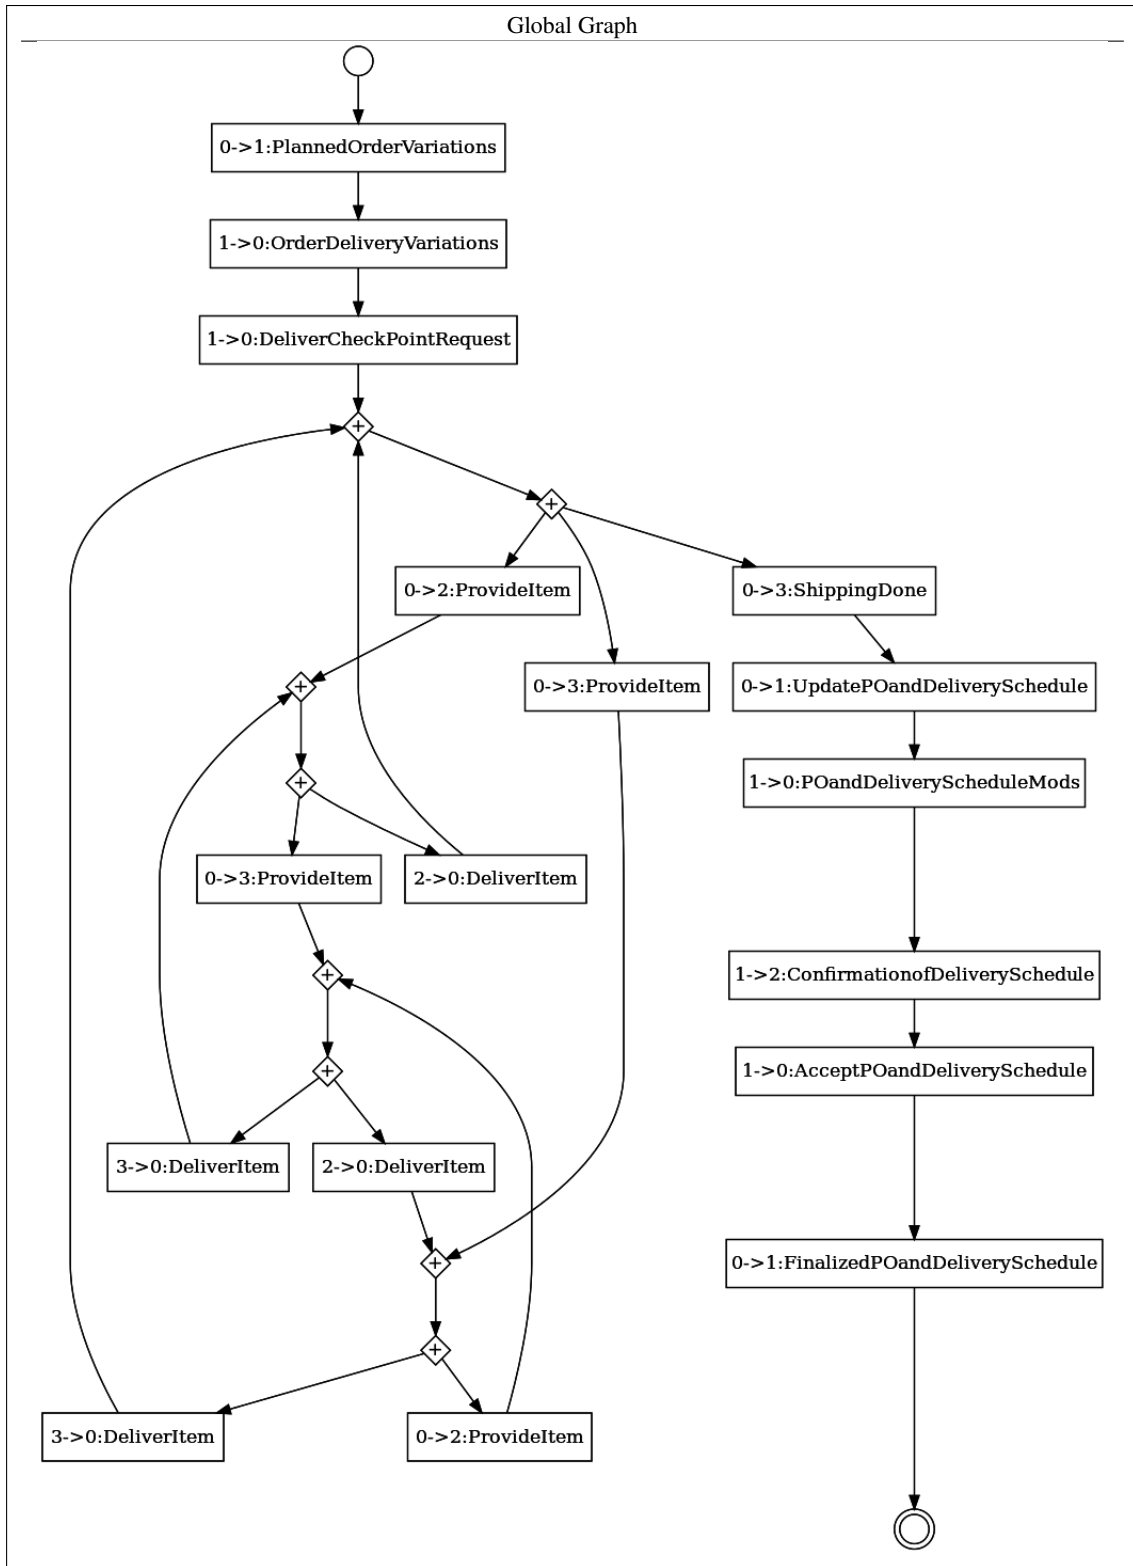 Global Graph
0->1:PlannedOrderVariations
1->0:OrderDeliveryVariations
1->0:DeliverCheckPointRequest
+
+
0->2:ProvideItem
0->3:ShippingDone
+
0->3:ProvideItem
0->1:UpdatePOandDeliverySchedule
+
1->0:POandDeliveryScheduleMods
0->3:ProvideItem
2->0:DeliverItem
+
1->2:ConfirmationofDeliverySchedule
+
1->0:AcceptPOandDeliverySchedule
3->0:DeliverItem
2->0:DeliverItem
+
0->1:FinalizedPOandDeliverySchedule
+
3->0:DeliverItem
0->2:ProvideItem